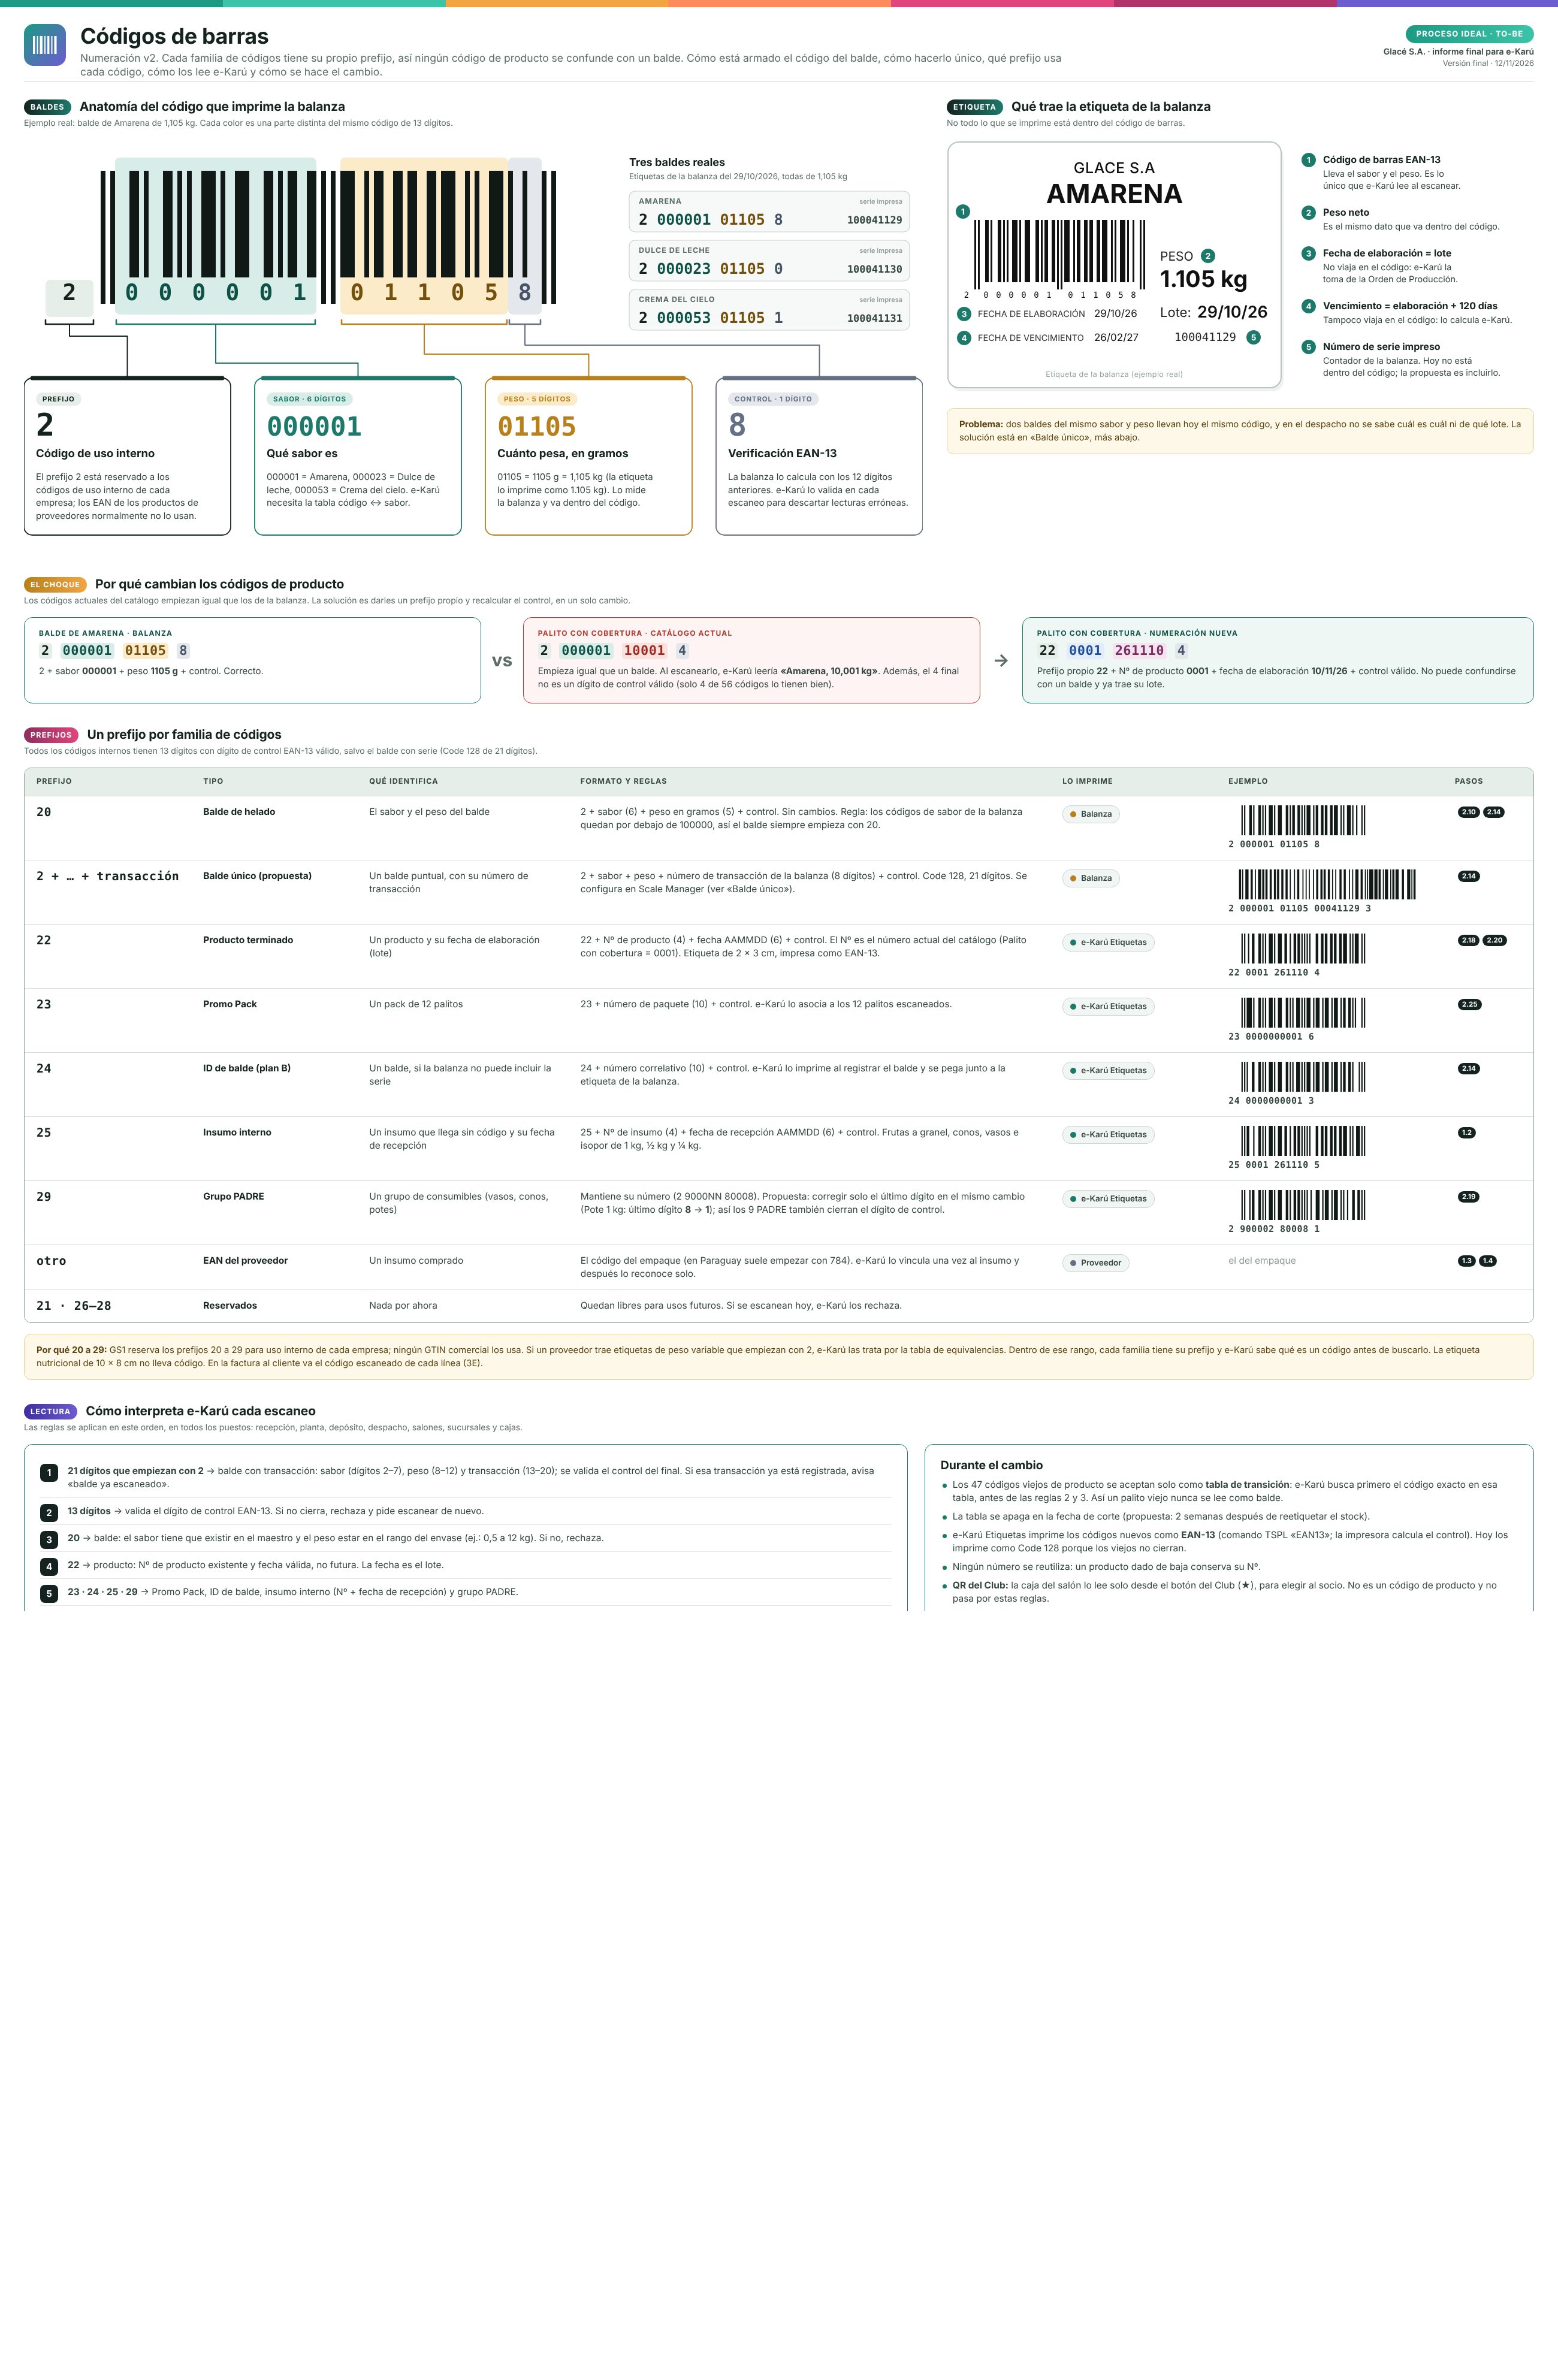 Códigos de barras
Numeración v2. Cada familia de códigos tiene su propio prefijo, así ningún código de producto se confunde con un balde. Cómo está armado el código del balde, cómo hacerlo único, qué prefijo usa
cada código, cómo los lee e-Karú y cómo se hace el cambio.
PROCESO IDEAL · TO-BE
Glacé S.A. · informe final para e-Karú
Versión final · 12/11/2026
BALDES Anatomía del código que imprime la balanza
Ejemplo real: balde de Amarena de 1,105 kg. Cada color es una parte distinta del mismo código de 13 dígitos.
2 0 0 0 0 0 1 0 1 1 0 5 8
Tres baldes reales
Etiquetas de la balanza del 29/10/2026, todas de 1,105 kg
AMARENA serie impresa
2 000001 01105 8 100041129
DULCE DE LECHE serie impresa
2 000023 01105 0 100041130
CREMA DEL CIELO serie impresa
2 000053 01105 1 100041131
PREFIJO
2
Código de uso interno
El prefijo 2 está reservado a los
códigos de uso interno de cada
empresa; los EAN de los productos de
proveedores normalmente no lo usan.
SABOR · 6 DÍGITOS
000001
Qué sabor es
000001 = Amarena, 000023 = Dulce de
leche, 000053 = Crema del cielo. e-Karú
necesita la tabla código ↔ sabor.
PESO · 5 DÍGITOS
01105
Cuánto pesa, en gramos
01105 = 1105 g = 1,105 kg (la etiqueta
lo imprime como 1.105 kg). Lo mide
la balanza y va dentro del código.
CONTROL · 1 DÍGITO
8
Verificación EAN-13
La balanza lo calcula con los 12 dígitos
anteriores. e-Karú lo valida en cada
escaneo para descartar lecturas erróneas.
ETIQUETA Qué trae la etiqueta de la balanza
No todo lo que se imprime está dentro del código de barras.
GLACE S.A
AMARENA
1
2 000001 011058
PESO 2
1.105 kg
3 FECHA DE ELABORACIÓN 29/10/26
Lote: 29/10/26
4 FECHA DE VENCIMIENTO 26/02/27
100041129 5
Etiqueta de la balanza (ejemplo real)
1 Código de barras EAN-13
Lleva el sabor y el peso. Es lo
único que e-Karú lee al escanear.
2 Peso neto
Es el mismo dato que va dentro del código.
3 Fecha de elaboración = lote
No viaja en el código: e-Karú la
toma de la Orden de Producción.
4 Vencimiento = elaboración + 120 días
Tampoco viaja en el código: lo calcula e-Karú.
5 Número de serie impreso
Contador de la balanza. Hoy no está
dentro del código; la propuesta es incluirlo.
Problema: dos baldes del mismo sabor y peso llevan hoy el mismo código, y en el despacho no se sabe cuál es cuál ni de qué lote. La
solución está en «Balde único», más abajo.
EL CHOQUE Por qué cambian los códigos de producto
Los códigos actuales del catálogo empiezan igual que los de la balanza. La solución es darles un prefijo propio y recalcular el control, en un solo cambio.
BALDE DE AMARENA · BALANZA
2 000001 01105 8
2 + sabor 000001 + peso 1105 g + control. Correcto.
vs
PALITO CON COBERTURA · CATÁLOGO ACTUAL
2 000001 10001 4
Empieza igual que un balde. Al escanearlo, e-Karú leería «Amarena, 10,001 kg». Además, el 4 final
no es un dígito de control válido (solo 4 de 56 códigos lo tienen bien).
→
PALITO CON COBERTURA · NUMERACIÓN NUEVA
22 0001 261110 4
Prefijo propio 22 + Nº de producto 0001 + fecha de elaboración 10/11/26 + control válido. No puede confundirse
con un balde y ya trae su lote.
PREFIJOS Un prefijo por familia de códigos
Todos los códigos internos tienen 13 dígitos con dígito de control EAN-13 válido, salvo el balde con serie (Code 128 de 21 dígitos).
PREFIJO TIPO QUÉ IDENTIFICA FORMATO Y REGLAS LO IMPRIME EJEMPLO PASOS
20 Balde de helado El sabor y el peso del balde 2 + sabor (6) + peso en gramos (5) + control. Sin cambios. Regla: los códigos de sabor de la balanza
quedan por debajo de 100000, así el balde siempre empieza con 20.
Balanza
2 000001 01105 8
2.10 2.14
2 + … + transacción Balde único (propuesta) Un balde puntual, con su número de
transacción
2 + sabor + peso + número de transacción de la balanza (8 dígitos) + control. Code 128, 21 dígitos. Se
configura en Scale Manager (ver «Balde único»).
Balanza
2 000001 01105 00041129 3
2.14
22 Producto terminado Un producto y su fecha de elaboración
(lote)
22 + Nº de producto (4) + fecha AAMMDD (6) + control. El Nº es el número actual del catálogo (Palito
con cobertura = 0001). Etiqueta de 2 × 3 cm, impresa como EAN-13.
e-Karú Etiquetas
22 0001 261110 4
2.18 2.20
23 Promo Pack Un pack de 12 palitos 23 + número de paquete (10) + control. e-Karú lo asocia a los 12 palitos escaneados.
e-Karú Etiquetas
23 0000000001 6
2.25
24 ID de balde (plan B) Un balde, si la balanza no puede incluir la
serie
24 + número correlativo (10) + control. e-Karú lo imprime al registrar el balde y se pega junto a la
etiqueta de la balanza.
e-Karú Etiquetas
24 0000000001 3
2.14
25 Insumo interno Un insumo que llega sin código y su fecha
de recepción
25 + Nº de insumo (4) + fecha de recepción AAMMDD (6) + control. Frutas a granel, conos, vasos e
isopor de 1 kg, ½ kg y ¼ kg.
e-Karú Etiquetas
25 0001 261110 5
1.2
29 Grupo PADRE Un grupo de consumibles (vasos, conos,
potes)
Mantiene su número (2 9000NN 80008). Propuesta: corregir solo el último dígito en el mismo cambio
(Pote 1 kg: último dígito 8 → 1); así los 9 PADRE también cierran el dígito de control.
e-Karú Etiquetas
2 900002 80008 1
2.19
otro EAN del proveedor Un insumo comprado El código del empaque (en Paraguay suele empezar con 784). e-Karú lo vincula una vez al insumo y
después lo reconoce solo.
Proveedor
el del empaque
1.3 1.4
21 · 26–28 Reservados Nada por ahora Quedan libres para usos futuros. Si se escanean hoy, e-Karú los rechaza.
Por qué 20 a 29: GS1 reserva los prefijos 20 a 29 para uso interno de cada empresa; ningún GTIN comercial los usa. Si un proveedor trae etiquetas de peso variable que empiezan con 2, e-Karú las trata por la tabla de equivalencias. Dentro de ese rango, cada familia tiene su prefijo y e-Karú sabe qué es un código antes de buscarlo. La etiqueta
nutricional de 10 × 8 cm no lleva código. En la factura al cliente va el código escaneado de cada línea (3E).
LECTURA Cómo interpreta e-Karú cada escaneo
Las reglas se aplican en este orden, en todos los puestos: recepción, planta, depósito, despacho, salones, sucursales y cajas.
1 21 dígitos que empiezan con 2 → balde con transacción: sabor (dígitos 2–7), peso (8–12) y transacción (13–20); se valida el control del final. Si esa transacción ya está registrada, avisa
«balde ya escaneado».
2 13 dígitos → valida el dígito de control EAN-13. Si no cierra, rechaza y pide escanear de nuevo.
3 20 → balde: el sabor tiene que existir en el maestro y el peso estar en el rango del envase (ej.: 0,5 a 12 kg). Si no, rechaza.
4 22 → producto: Nº de producto existente y fecha válida, no futura. La fecha es el lote.
5 23 · 24 · 25 · 29 → Promo Pack, ID de balde, insumo interno (Nº + fecha de recepción) y grupo PADRE.
Durante el cambio
Los 47 códigos viejos de producto se aceptan solo como tabla de transición: e-Karú busca primero el código exacto en esa
tabla, antes de las reglas 2 y 3. Así un palito viejo nunca se lee como balde.
La tabla se apaga en la fecha de corte (propuesta: 2 semanas después de reetiquetar el stock).
e-Karú Etiquetas imprime los códigos nuevos como EAN-13 (comando TSPL «EAN13»; la impresora calcula el control). Hoy los
imprime como Code 128 porque los viejos no cierran.
Ningún número se reutiliza: un producto dado de baja conserva su Nº.
QR del Club: la caja del salón lo lee solo desde el botón del Club (★), para elegir al socio. No es un código de producto y no
pasa por estas reglas.